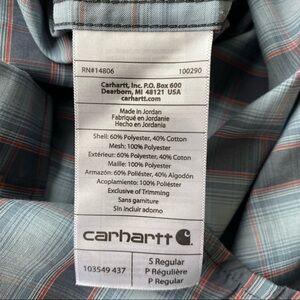 RN#14806 100290
Carhartt, Inc. P.O. Box 600
Dearborn, MI 48121 USA
carhartt.com
Made in Jordan
Fabriqué en Jordanie
Hecho en Jordania
Shell: 60% Polyester, 40% Cotton
Mesh: 100% Polyester
Extérieur: 60% Polyester, 40% Coton
Maille: 100% Polyester
Armazón: 60% Poliéster, 40% Algodón
Acoplamiento: 100% Poliéster
Exclusive of Trimming
Sans garniture
Sin incluir adornos
carhartt
103549 437
S Regular
P Régulière
P Regular